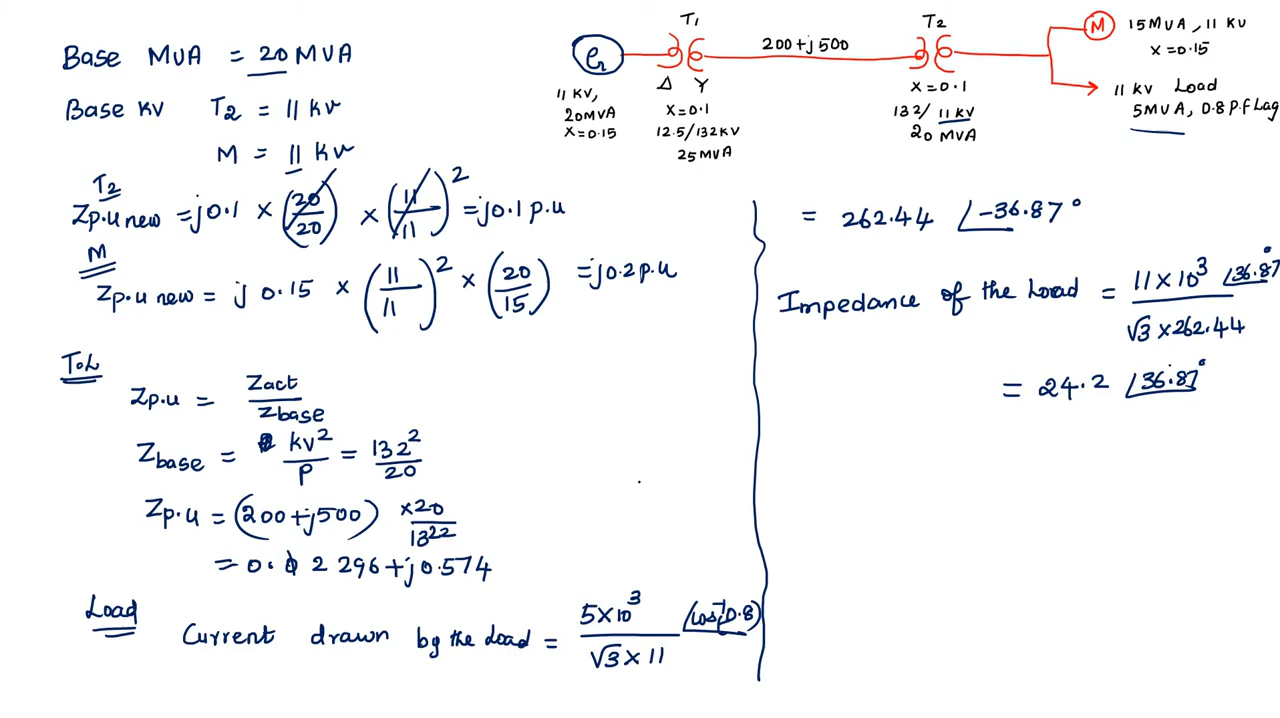 Base MVA = 20 MVA
Base kV T2 = 11 kV
M = 11 kV
T2
Zp.u new = j0.1 × (20/20) × (11/11)² = j0.1 p.u
M
Zp.u new = j 0.15 × (11/11)² × (20/15) = j0.2 p.u
T.L
Zp.u = Zact/Zbase
Zbase = kV²/P = 132²/20
Zp.u = (200+j500) ×20/132²
= 0. 2 296 + j0.574
Load
Current drawn by the Load = 5×10³/√3×11 ∠cos⁻¹(0.8)
T1
T2
200+j500
M
15MVA, 11 kV
x=0.15
11 kV,
20MVA
x=0.15
Δ Y
x=0.1
12.5/132kV
25MVA
x=0.1
132/11kV
20 MVA
11 kV Load
5MVA, 0.8 P.f Lag
= 262.44 ∠-36.87°
Impedance of the Load = 11×10³ ∠36.87°/√3×262.44
= 24.2 ∠36.87°